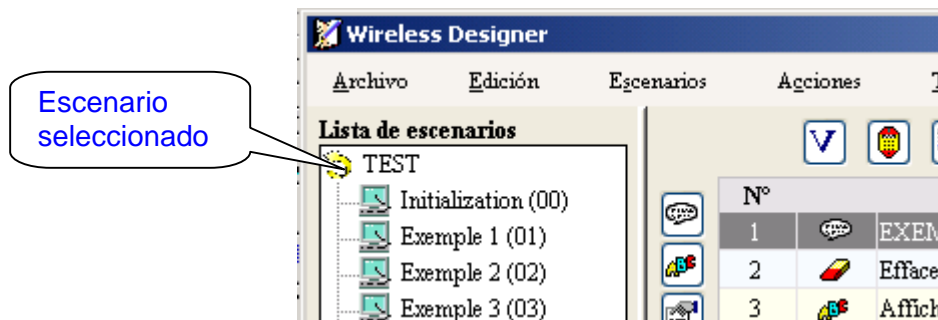 Wireless Designer
Archivo Edición Escenarios Acciones
Escenario
seleccionado
Lista de escenarios
TEST
Initialization (00)
Exemple 1 (01)
Exemple 2 (02)
Exemple 3 (03)
V
Nº
1
2
3